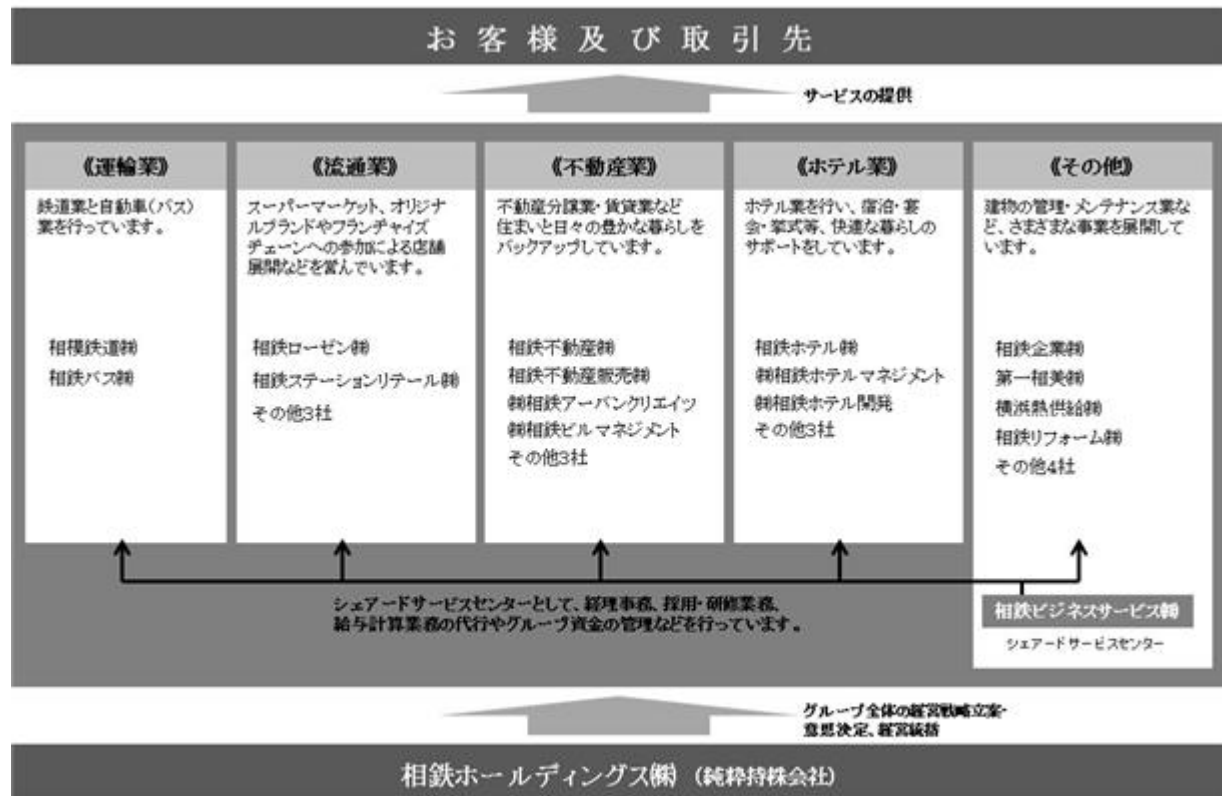 お客様及び取引先
サービスの提供
《運輸業》
鉄道業と自動車(バス)
業を行っています。
相模鉄道㈱
相鉄バス㈱
《流通業》
スーパーマーケット、オリジナ
ルブランドやフランチャイズ
チェーンへの参加による店舗
展開などを営んでいます。
相鉄ローゼン㈱
相鉄ステーションリテール㈱
その他3社
《不動産業》
不動産分譲業・賃貸業など
住まいと日々の豊かな暮らしを
バックアップしています。
相鉄不動産㈱
相鉄不動産販売㈱
㈱相鉄アーバンクリエイツ
㈱相鉄ビルマネジメント
その他3社
《ホテル業》
ホテル業を行い、宿泊・宴
会・挙式等、快適な暮らしの
サポートをしています。
相鉄ホテル㈱
㈱相鉄ホテルマネジメント
㈱相鉄ホテル開発
その他3社
《その他》
建物の管理・メンテナンス業な
ど、さまざまな事業を展開して
います。
相鉄企業㈱
第一相美㈱
横浜熱供給㈱
相鉄リフォーム㈱
その他4社
シェアードサービスセンターとして、経理事務、採用・研修業務、
給与計算業務の代行やグループ資金の管理などを行っています。
相鉄ビジネスサービス㈱
シェアードサービスセンター
グループ全体の経営戦略立案・
意思決定、経営統括
相鉄ホールディングス㈱(純粋持株会社)